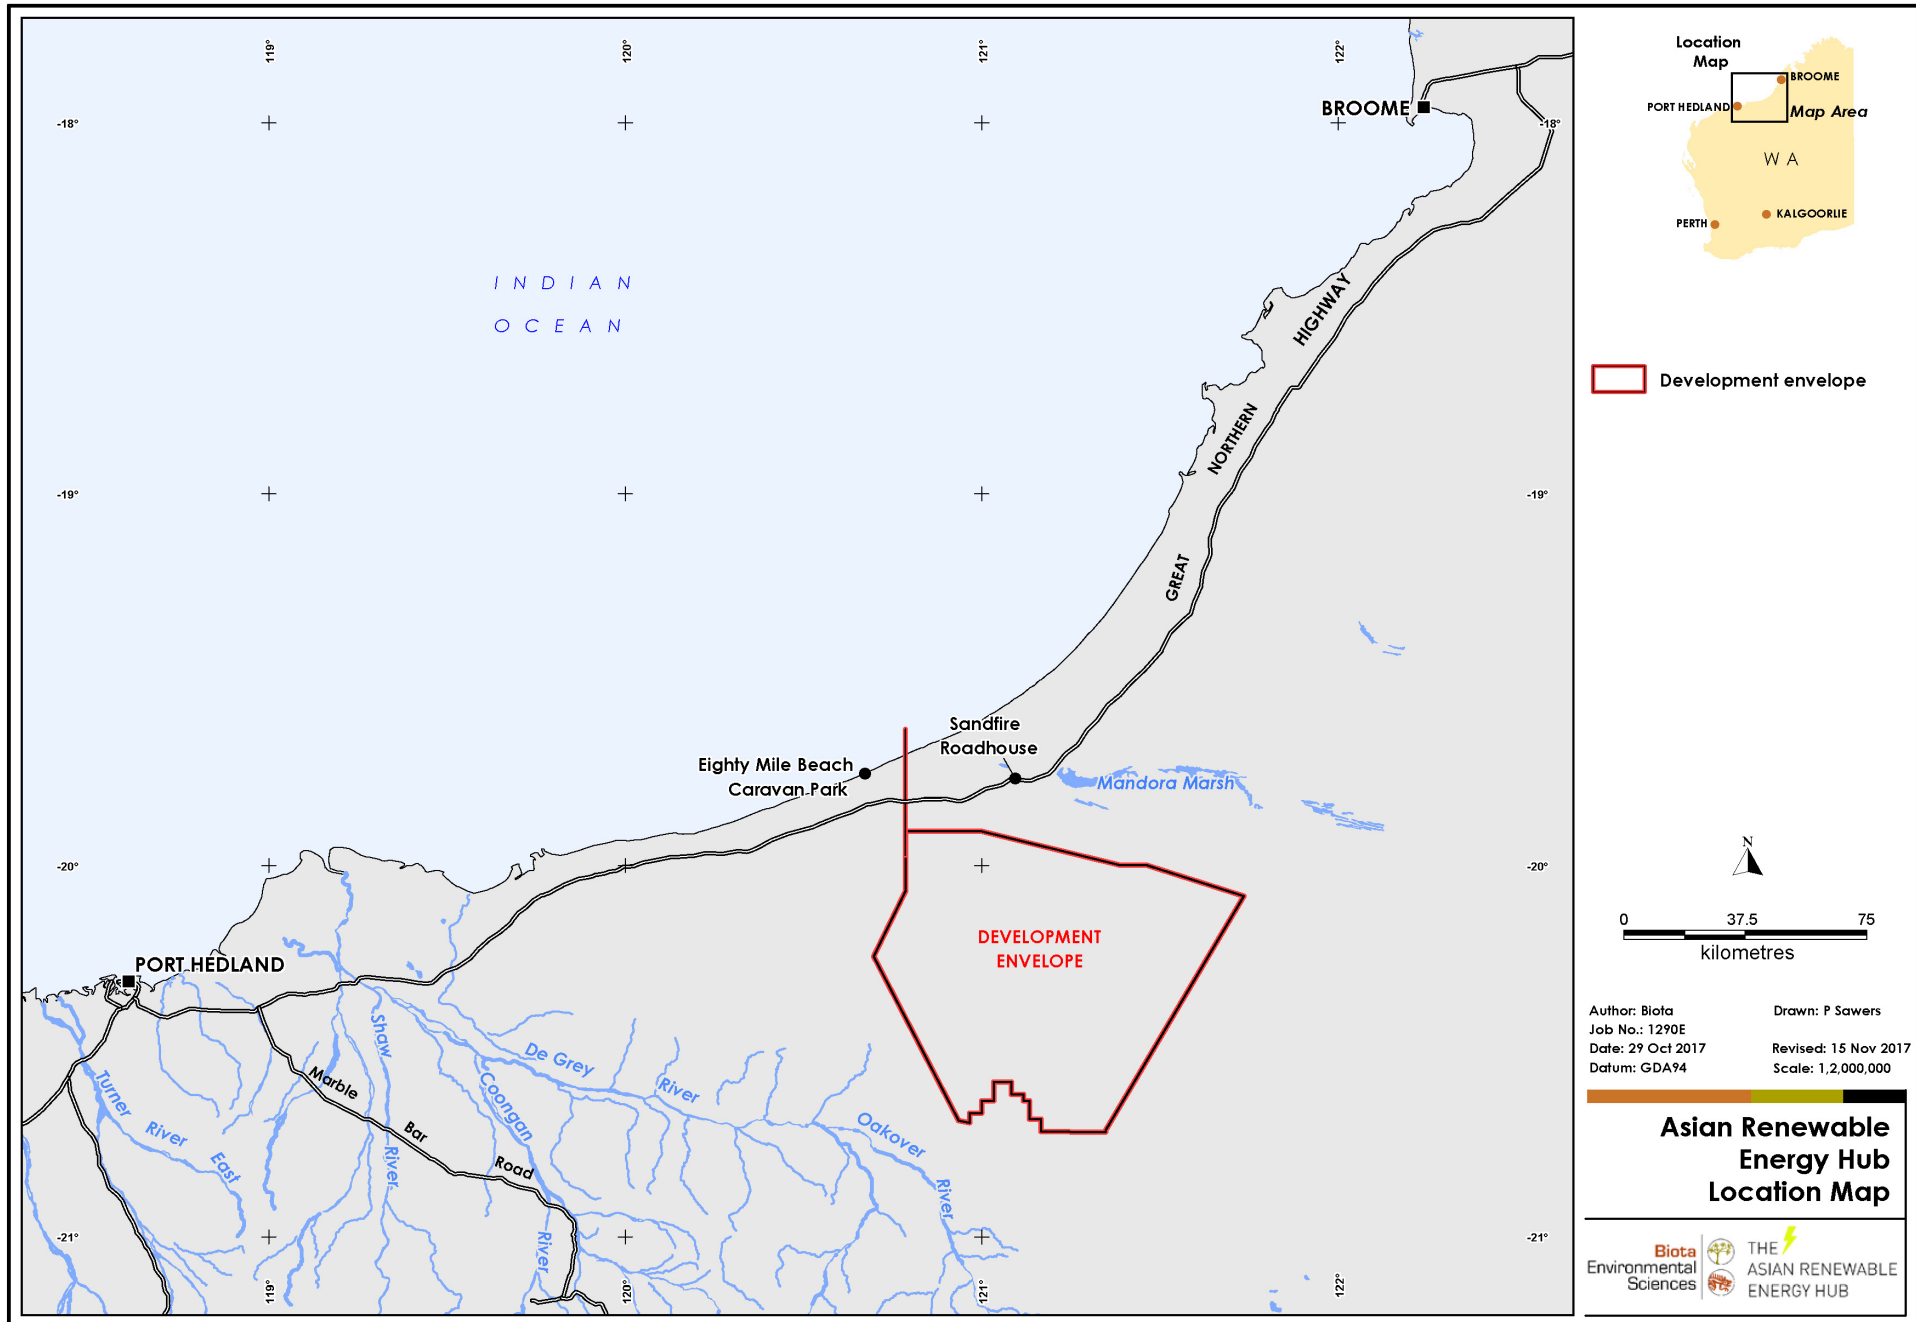 119°
120°
121°
122°
-18°
-18°
BROOME
INDIAN
OCEAN
HIGHWAY
NORTHERN
GREAT
-19°
-19°
Sandfire
Roadhouse
Eighty Mile Beach
Caravan Park
Mandora Marsh
-20°
-20°
DEVELOPMENT
ENVELOPE
PORT HEDLAND
Shaw
River
De Grey
River
Coongan
River
Oakover
River
Turner
River
East
Marble
Bar
Road
-21°
-21°
119°
120°
121°
122°
Location
Map
BROOME
PORT HEDLAND
Map Area
WA
KALGOORLIE
PERTH
Development envelope
N
0 37.5 75
kilometres
Author: Biota Drawn: P Sawers
Job No.: 1290E
Date: 29 Oct 2017 Revised: 15 Nov 2017
Datum: GDA94 Scale: 1,2,000,000
Asian Renewable
Energy Hub
Location Map
Biota
Environmental
Sciences
THE
ASIAN RENEWABLE
ENERGY HUB